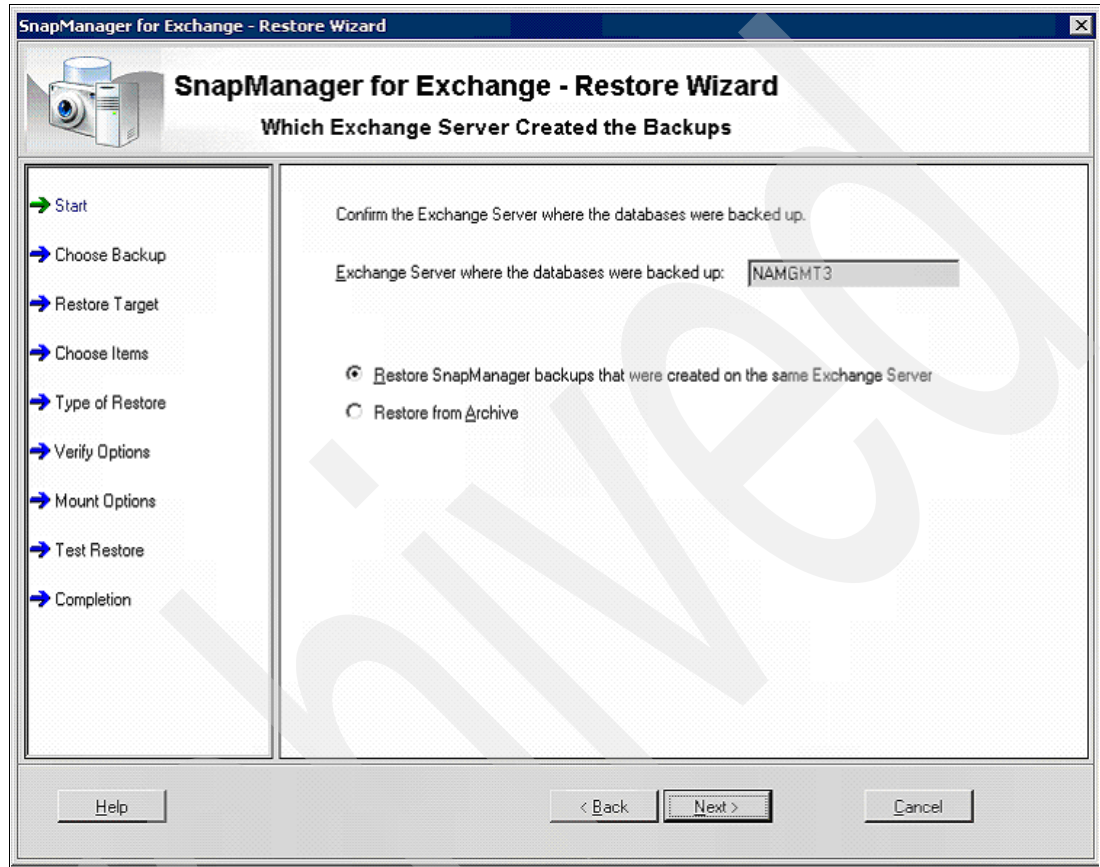 SnapManager for Exchange - Restore Wizard
SnapManager for Exchange - Restore Wizard
Which Exchange Server Created the Backups
Start
Choose Backup
Restore Target
Choose Items
Type of Restore
Verify Options
Mount Options
Test Restore
Completion
Confirm the Exchange Server where the databases were backed up.
Exchange Server where the databases were backed up: NAMGMT3
Restore SnapManager backups that were created on the same Exchange Server
Restore from Archive
Help
< Back
Next >
Cancel
hived